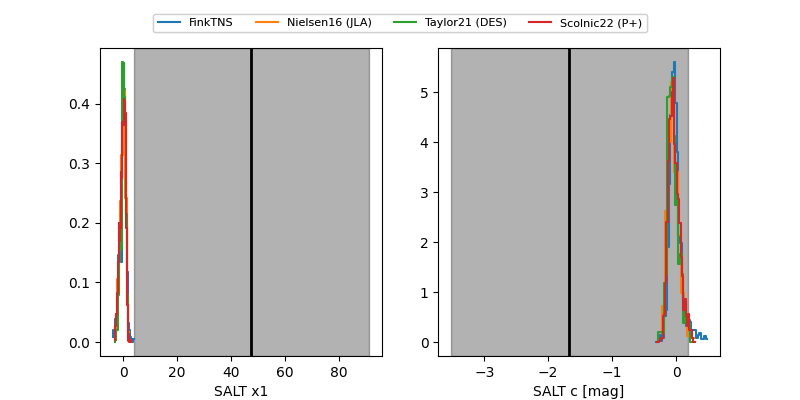 FinkTNS Nielsen16 (JLA) Taylor21 (DES) Scolnic22 (P+)
0.4
0.3
0.2
0.1
0.0
0 20 40 60 80
SALT x1
5
4
3
2
1
0
−3 −2 −1 0
SALT c [mag]